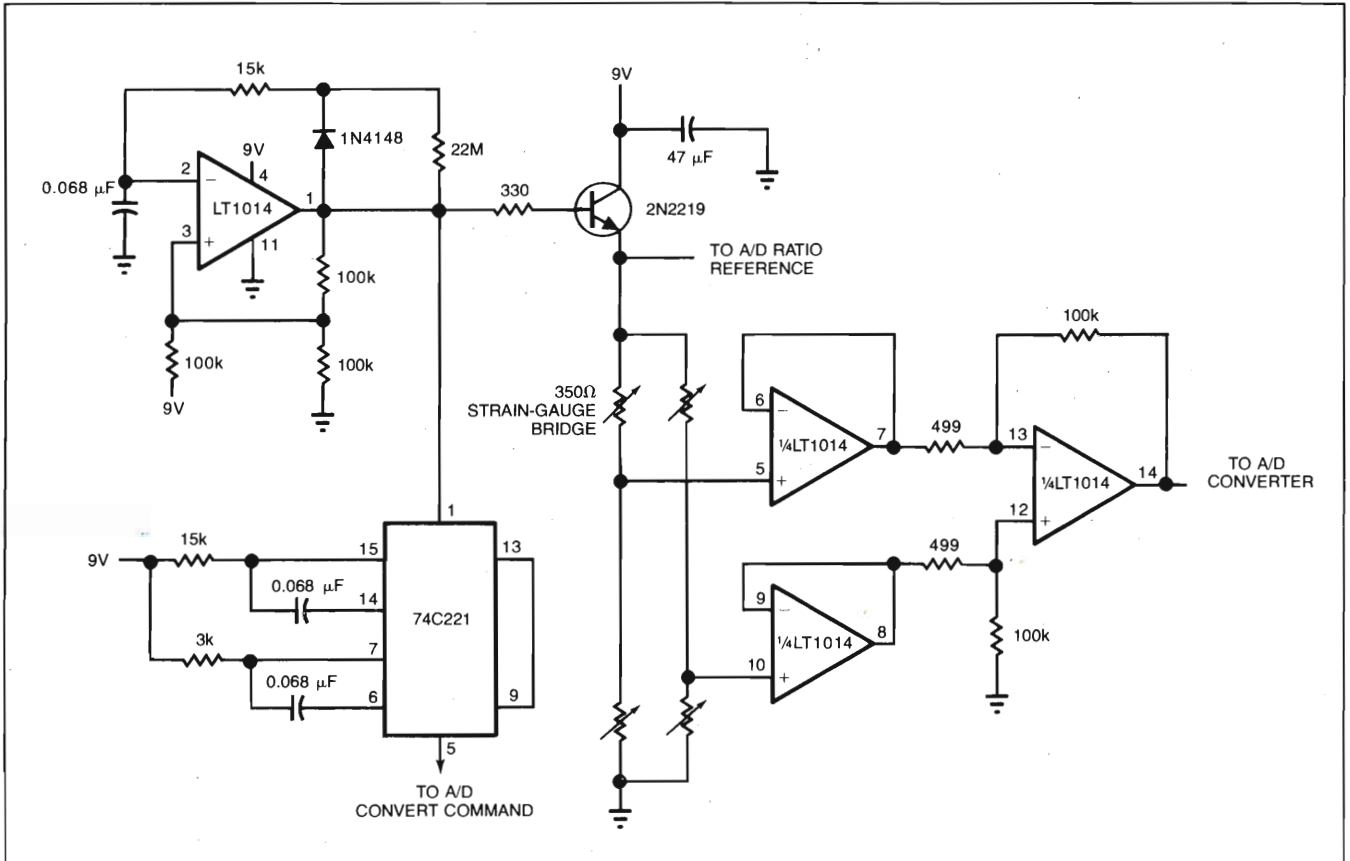 15k
1N4148
22M
0.068 µF
9V
2
4
−
LT1014
1
3
+
11
100k
100k
9V
100k
330
9V
47 µF
2N2219
TO A/D RATIO
REFERENCE
350Ω
STRAIN-GAUGE
BRIDGE
6
−
¼LT1014
7
5
+
499
100k
13
−
¼LT1014
14
12
+
TO A/D
CONVERTER
9
−
¼LT1014
8
10
+
499
100k
9V
15k
0.068 µF
3k
0.068 µF
1
15
14
7
6
74C221
13
9
5
TO A/D
CONVERT COMMAND